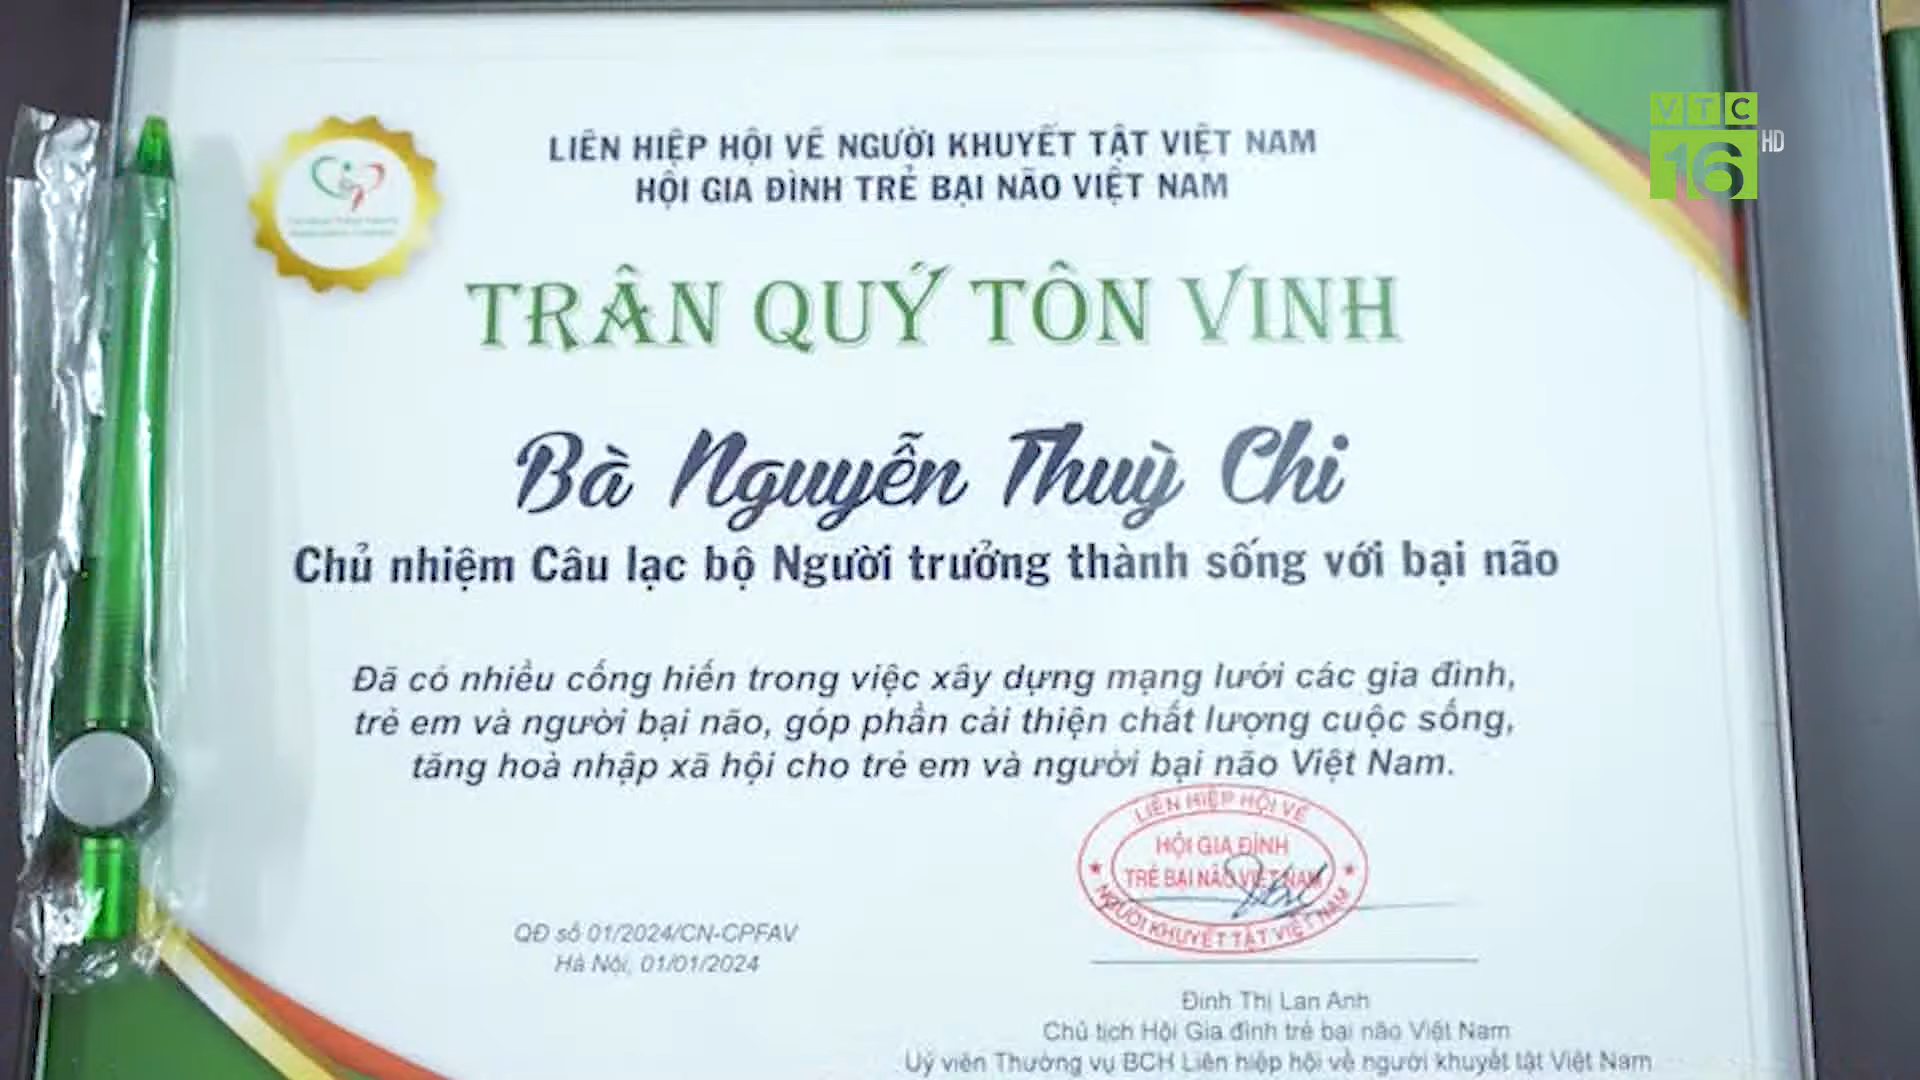 LIÊN HIỆP HỘI VỀ NGƯỜI KHUYẾT TẬT VIỆT NAM
HỘI GIA ĐÌNH TRẺ BẠI NÃO VIỆT NAM
VTC
16 HD
TRÂN QUÝ TÔN VINH
Bà Nguyễn Thuỳ Chi
Chủ nhiệm Câu lạc bộ Người trưởng thành sống với bại não
Đã có nhiều cống hiến trong việc xây dựng mạng lưới các gia đình,
trẻ em và người bại não, góp phần cải thiện chất lượng cuộc sống,
tăng hoà nhập xã hội cho trẻ em và người bại não Việt Nam.
LIÊN HIỆP HỘI VỀ
HỘI GIA ĐÌNH
TRẺ BẠI NÃO VIỆT NAM
NGƯỜI KHUYẾT TẬT VIỆT NAM
QĐ số 01/2024/CN-CPFAV
Hà Nội, 01/01/2024
Đinh Thị Lan Anh
Chủ tịch Hội Gia đình trẻ bại não Việt Nam
Uỷ viên Thường vụ BCH Liên hiệp hội về người khuyết tật Việt Nam